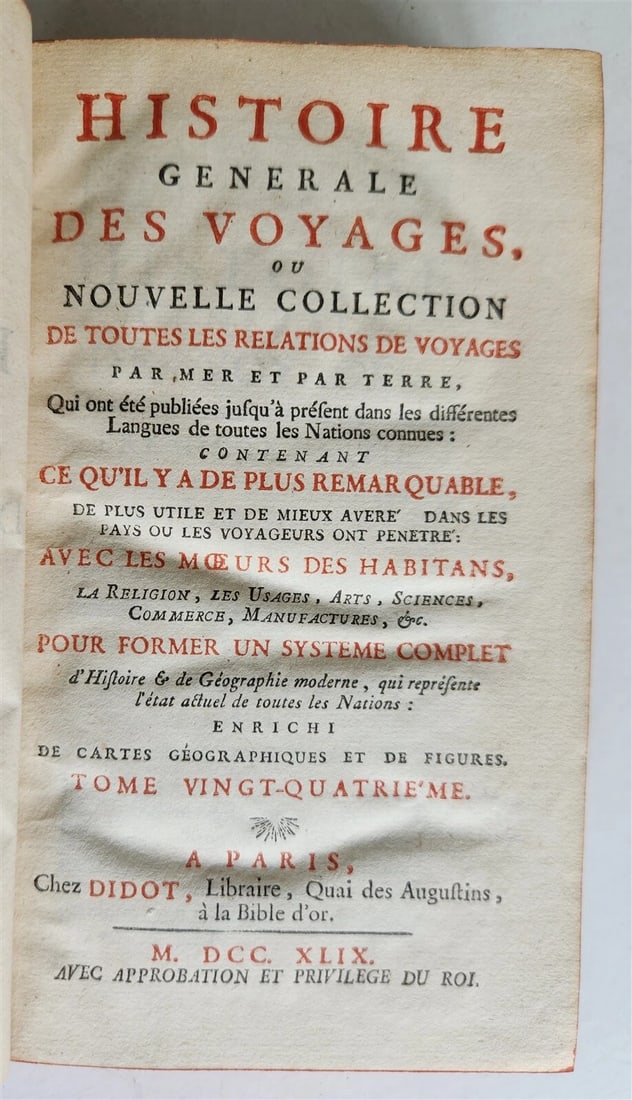 HISTOIRE
GENERALE
DES VOYAGES,
OU
NOUVELLE COLLECTION
DE TOUTES LES RELATIONS DE VOYAGES
PAR MER ET PAR TERRE,
Qui ont été publiées juſqu'à préſent dans les différentes
Langues de toutes les Nations connues :
CONTENANT
CE QU'IL Y A DE PLUS REMARQUABLE,
DE PLUS UTILE ET DE MIEUX AVERE' DANS LES
PAYS OU LES VOYAGEURS ONT PENETRE':
AVEC LES MŒURS DES HABITANS,
LA RELIGION, LES USAGES, ARTS, SCIENCES,
COMMERCE, MANUFACTURES, &c.
POUR FORMER UN SYSTEME COMPLET
d'Hiſtoire & de Géographie moderne, qui repréſente
l'état actuel de toutes les Nations :
ENRICHI
DE CARTES GÉOGRAPHIQUES ET DE FIGURES.
TOME VINGT-QUATRIE'ME.
A PARIS,
Chez DIDOT, Libraire, Quai des Auguſtins,
à la Bible d'or.
M. DCC. XLIX.
AVEC APPROBATION ET PRIVILEGE DU ROI.